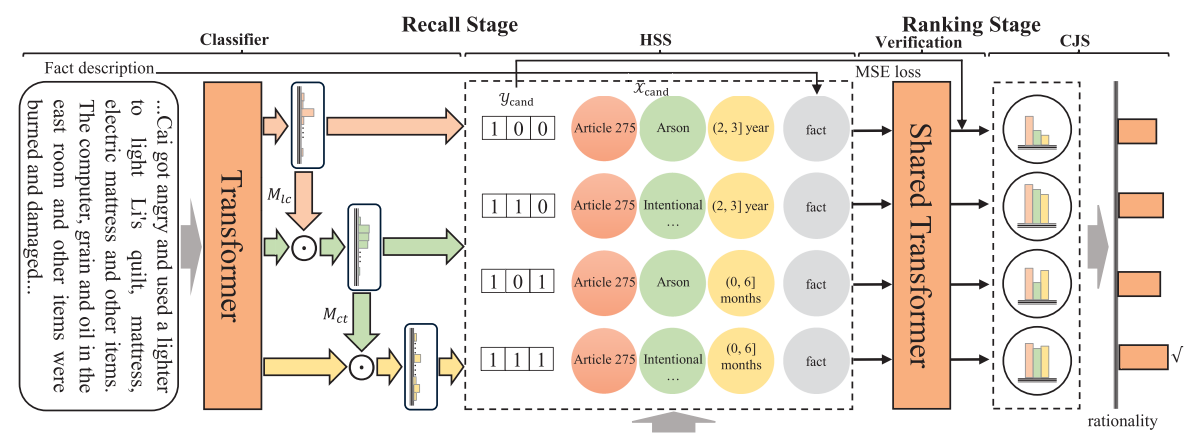 Recall Stage
Ranking Stage
Classifier
HSS
Verification
CJS
Fact description
MSE loss
...Cai got angry and used a lighter
to light Li's quilt, mattress,
electric mattress and other items.
The computer, grain and oil in the
east room and other items were
burned and damaged...
Transformer
M_lc
M_ct
y_cand
x_cand
1 0 0
Article 275
Arson
(2, 3] year
fact
1 1 0
Article 275
Intentional
...
(2, 3] year
fact
1 0 1
Article 275
Arson
(0, 6]
months
fact
1 1 1
Article 275
Intentional
...
(0, 6]
months
fact
Shared Transformer
√
rationality